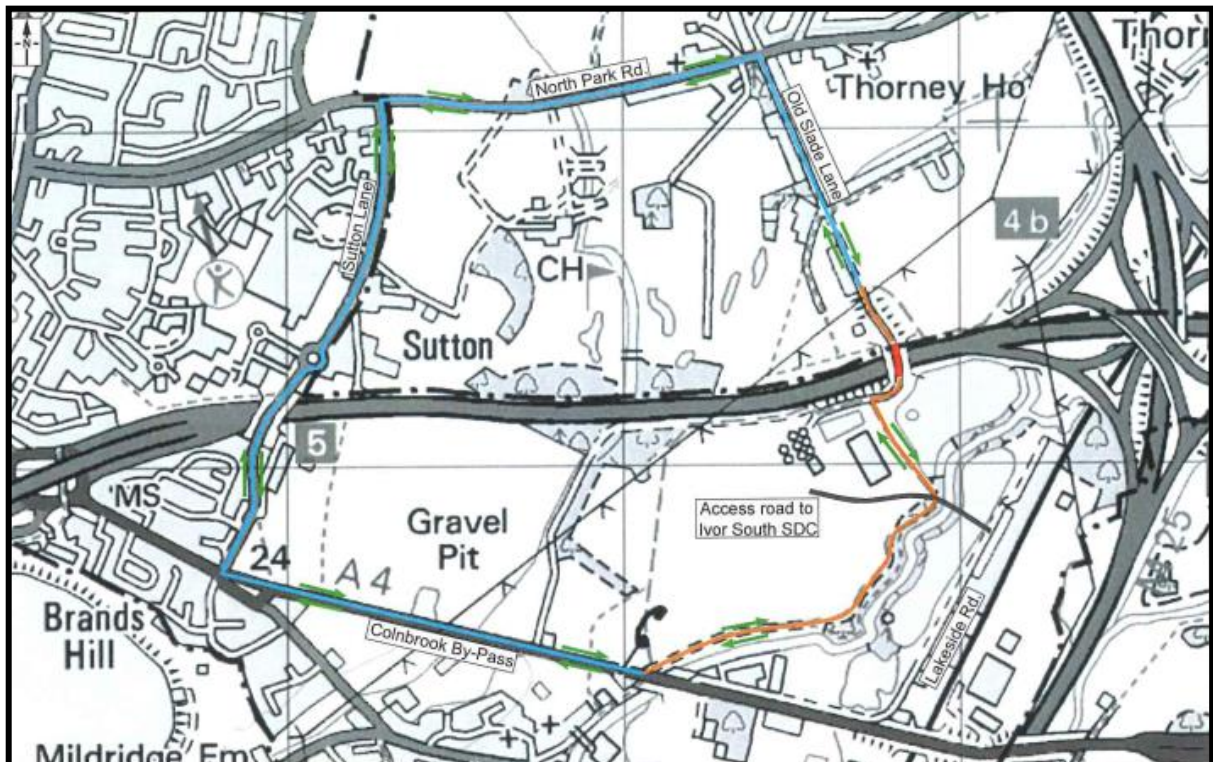 N
Thorn
North Park Rd.
Thorney Ho
Old Slade Lane
Sutton Lane
4 b
CH
Sutton
5
MS
Access road to
Ivor South SDC
Gravel
Pit
24
A 4
25
Brands
Hill
Colnbrook By-Pass
Lakeside Rd.
Mildridge Fm